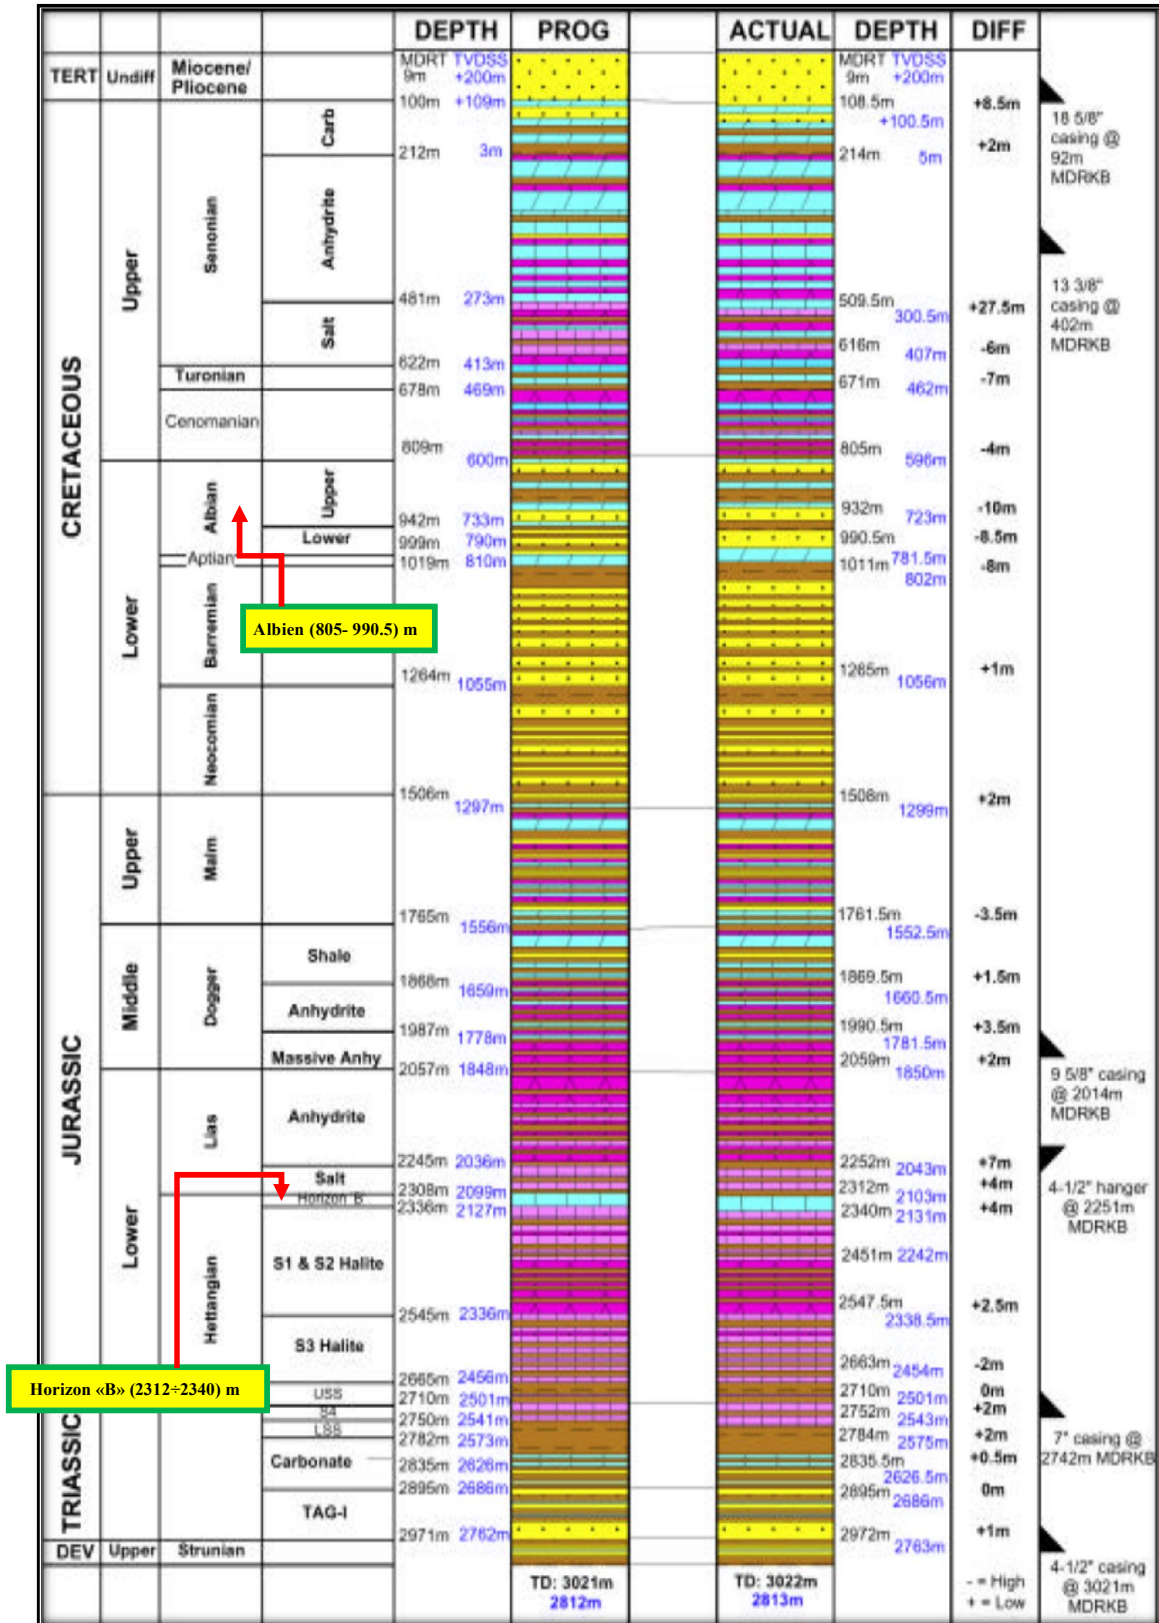 DEPTH PROG ACTUAL DEPTH DIFF
MDRT TVDSS MDRT TVDSS
TERT Undiff Miocene/ 9m +200m 9m +200m
Pliocene
100m +109m 108.5m +8.5m
+100.5m
Carb
212m 3m 214m 5m +2m
18 5/8"
casing @
92m
MDRKB
CRETACEOUS
Upper
Senonian
Anhydrite
481m 273m 509.5m +27.5m
300.5m
13 3/8"
casing @
402m
MDRKB
Salt
616m -6m
622m 413m 407m
Turonian
678m 469m 671m -7m
462m
Cenomanian
809m 805m -4m
600m 596m
Lower
Albian
Upper
932m -10m
942m 733m 723m
Lower
999m 790m 990.5m -8.5m
781.5m
Aptian
1019m 810m 1011m -8m
802m
Albien (805- 990.5) m
Barremian
1264m 1265m +1m
1055m 1056m
Neocomian
1506m 1508m +2m
1297m 1299m
JURASSIC
Upper
Malm
1765m 1761.5m -3.5m
1556m 1552.5m
Middle
Dogger
Shale
1868m 1869.5m +1.5m
1659m 1660.5m
Anhydrite
1987m 1990.5m +3.5m
1778m 1781.5m
Massive Anhy 2059m +2m
2057m 1848m 1850m
9 5/8" casing
@ 2014m
MDRKB
Lower
Lias
Anhydrite
2245m 2036m 2252m 2043m +7m
Salt
2308m 2099m 2312m 2103m +4m
Horizon 'B'
2336m 2127m 2340m 2131m +4m
4-1/2" hanger
@ 2251m
MDRKB
Hettangian
2451m 2242m
S1 & S2 Halite
2545m 2336m 2547.5m +2.5m
2338.5m
S3 Halite
2665m 2456m 2663m 2454m -2m
Horizon «B» (2312÷2340) m
TRIASSIC
USS
2710m 2501m 2710m 2501m 0m
S4
2750m 2541m 2752m 2543m +2m
LSS
2782m 2573m 2784m 2575m +2m
Carbonate
2835m 2626m 2835.5m +0.5m
2626.5m
7" casing @
2742m MDRKB
2895m 2686m 2895m 2686m 0m
TAG-I
2971m 2762m 2972m +1m
2763m
DEV Upper Strunian
TD: 3021m TD: 3022m
2812m 2813m
- = High
+ = Low
4-1/2" casing
@ 3021m
MDRKB